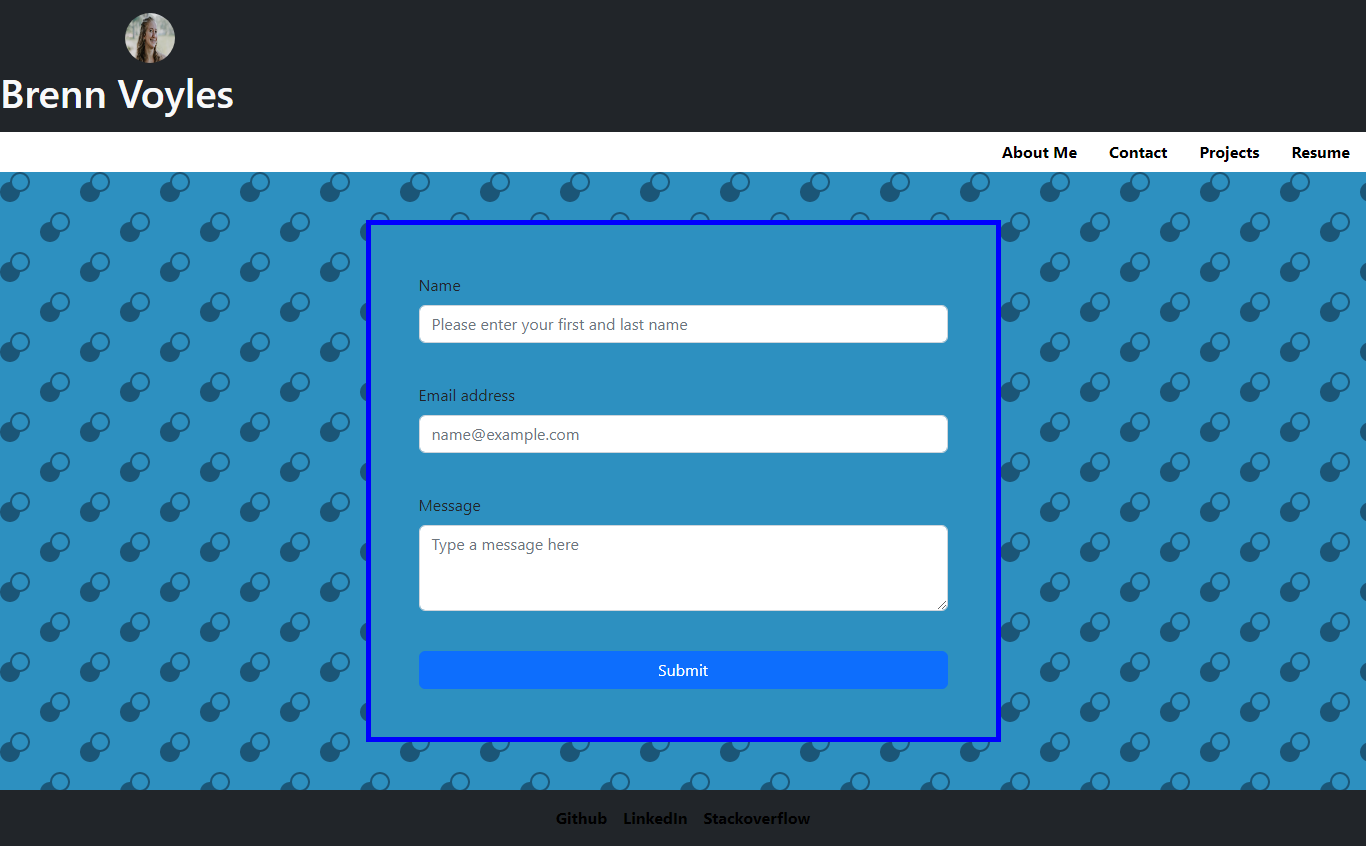 Brenn Voyles
About Me Contact Projects Resume
Name
Please enter your first and last name
Email address
name@example.com
Message
Type a message here
Submit
Github LinkedIn Stackoverflow